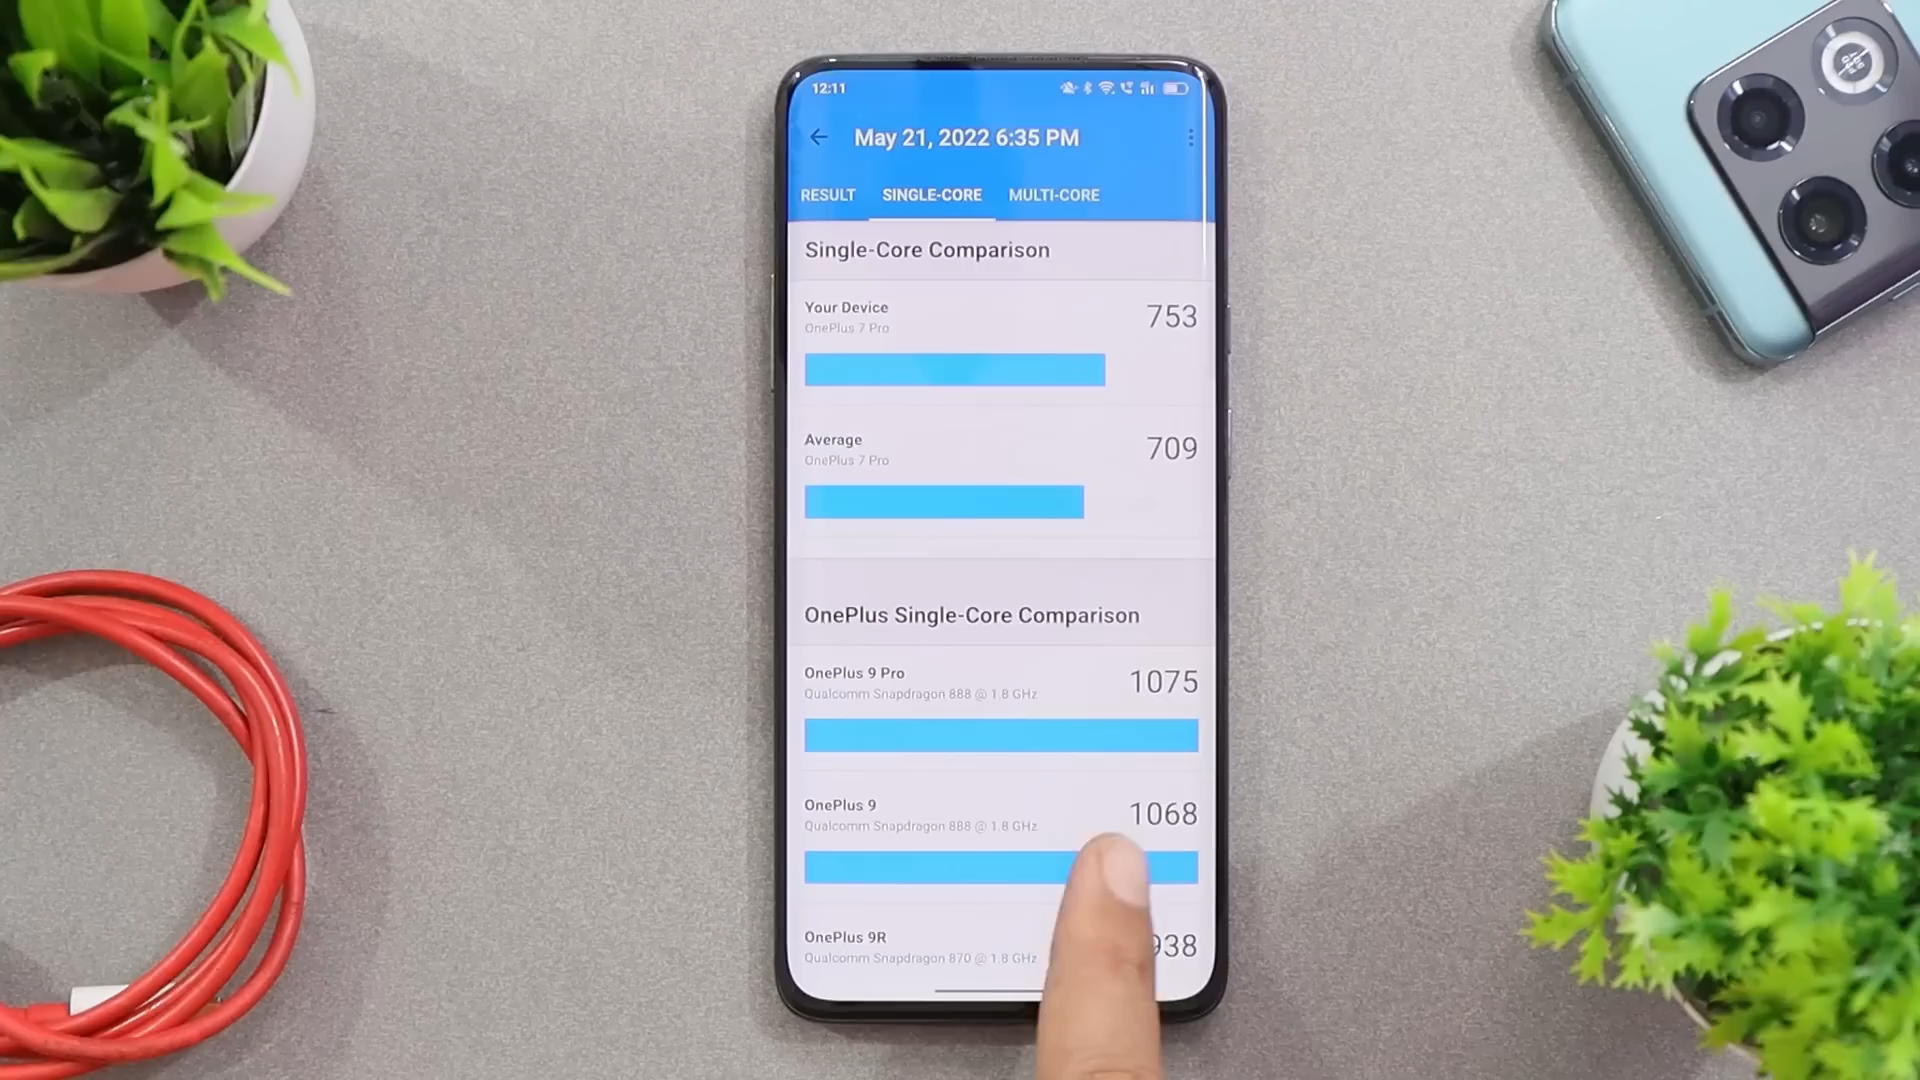 12:11
May 21, 2022 6:35 PM
RESULT SINGLE-CORE MULTI-CORE
Single-Core Comparison
Your Device
OnePlus 7 Pro
753
Average
OnePlus 7 Pro
709
OnePlus Single-Core Comparison
OnePlus 9 Pro
Qualcomm Snapdragon 888 @ 1.8 GHz
1075
OnePlus 9
Qualcomm Snapdragon 888 @ 1.8 GHz
1068
OnePlus 9R
Qualcomm Snapdragon 870 @ 1.8 GHz
938